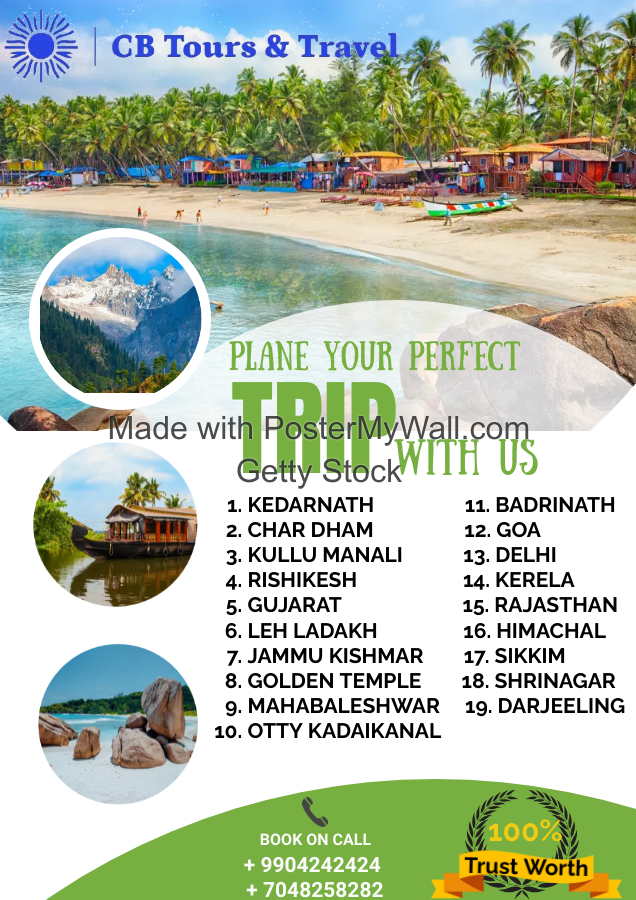 CB Tours & Travel
PLANE YOUR PERFECT
TRIP
WITH US
Made with PosterMyWall.com
Getty Stock
1. KEDARNATH
2. CHAR DHAM
3. KULLU MANALI
4. RISHIKESH
5. GUJARAT
6. LEH LADAKH
7. JAMMU KISHMAR
8. GOLDEN TEMPLE
9. MAHABALESHWAR
10. OTTY KADAIKANAL
11. BADRINATH
12. GOA
13. DELHI
14. KERELA
15. RAJASTHAN
16. HIMACHAL
17. SIKKIM
18. SHRINAGAR
19. DARJEELING
BOOK ON CALL
+ 9904242424
+ 7048258282
100%
Trust Worth